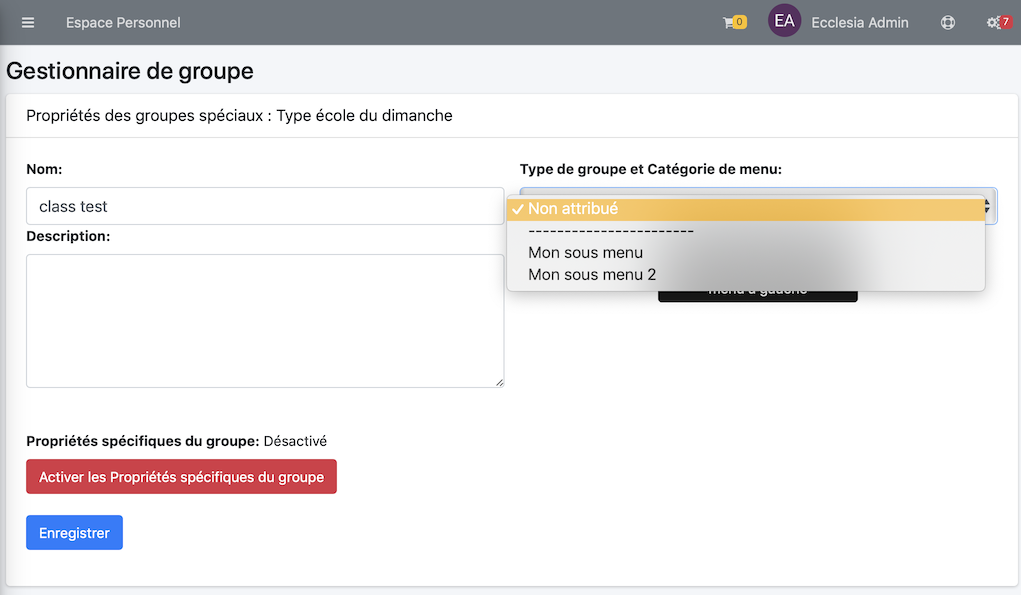 Espace Personnel
0
EA
Ecclesia Admin
7
Gestionnaire de groupe
Propriétés des groupes spéciaux : Type école du dimanche
Nom:
Type de groupe et Catégorie de menu:
class test
✓ Non attribué
-----------------------
Mon sous menu
Mon sous menu 2
Description:
menu à gauche
Propriétés spécifiques du groupe: Désactivé
Activer les Propriétés spécifiques du groupe
Enregistrer